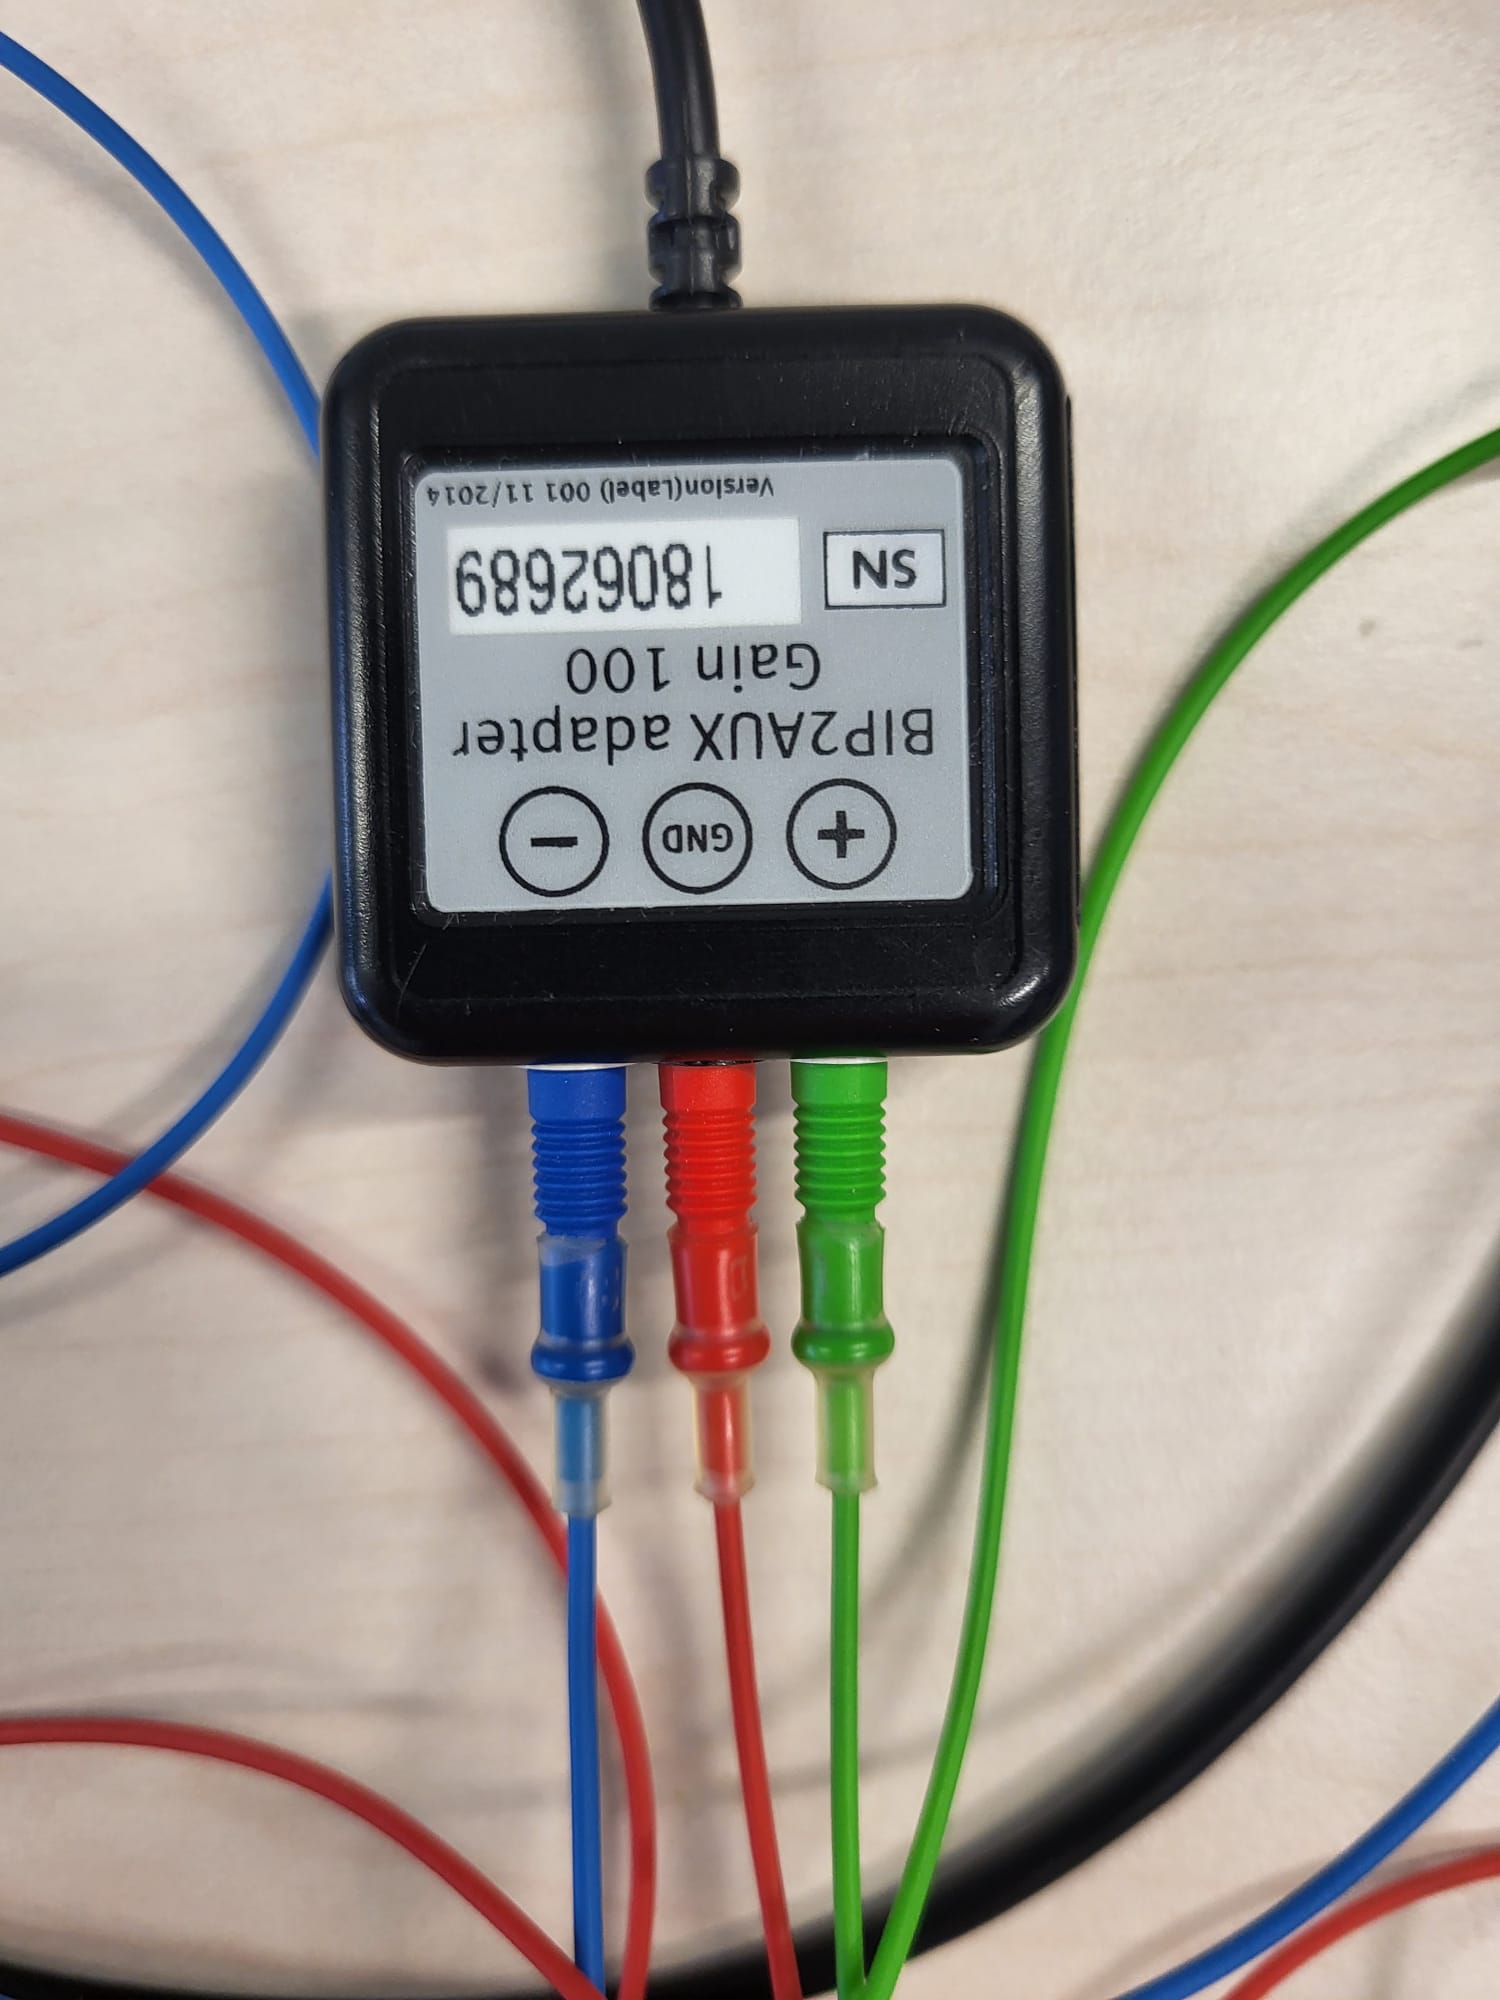 + GND -
BIP2AUX adapter
Gain 100
SN 18062689
Version(Label) 001 11/2014